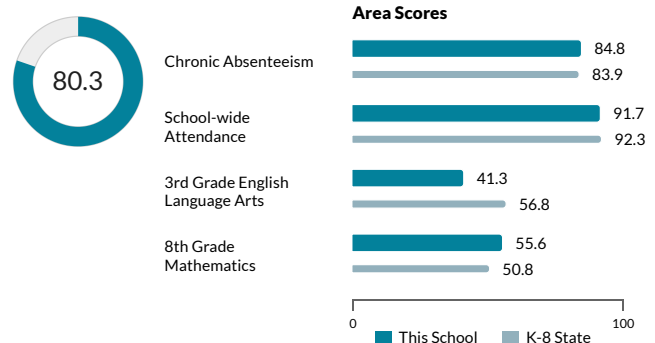 80.3
Area Scores
Chronic Absenteeism
84.8
83.9
School-wide
Attendance
91.7
92.3
3rd Grade English
Language Arts
41.3
56.8
8th Grade
Mathematics
55.6
50.8
0
100
This School
K-8 State